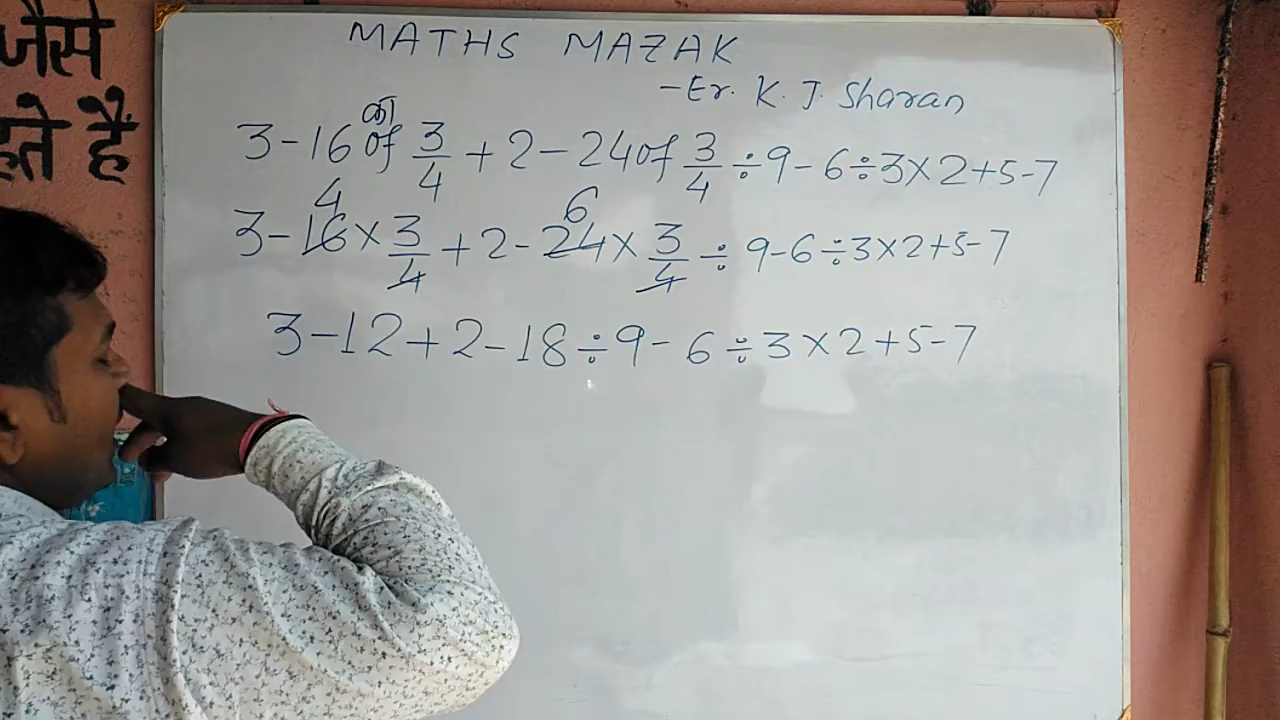 जैसे
हते हैं
MATHS MAZAK
-Er. K. J. Sharan
का
3-16 of 3/4 + 2-24 of 3/4 ÷ 9-6÷3×2+5-7
4 6
3-16×3/4+2-24×3/4÷9-6÷3×2+5-7
3-12+2-18÷9-6÷3×2+5-7